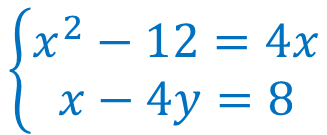 x² − 12 = 4x
x − 4y = 8